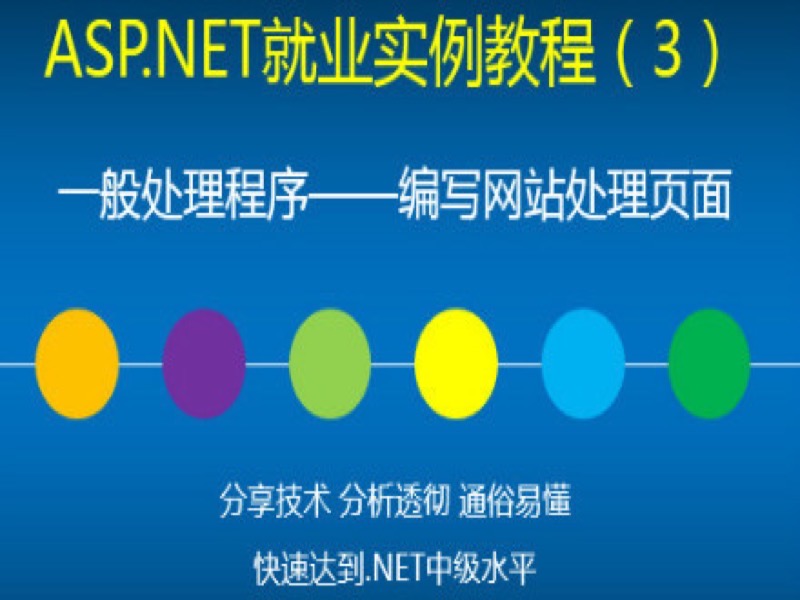 ASP.NET就业实例教程（3）
一般处理程序——编写网站处理页面
分享技术 分析透彻 通俗易懂
快速达到.NET中级水平